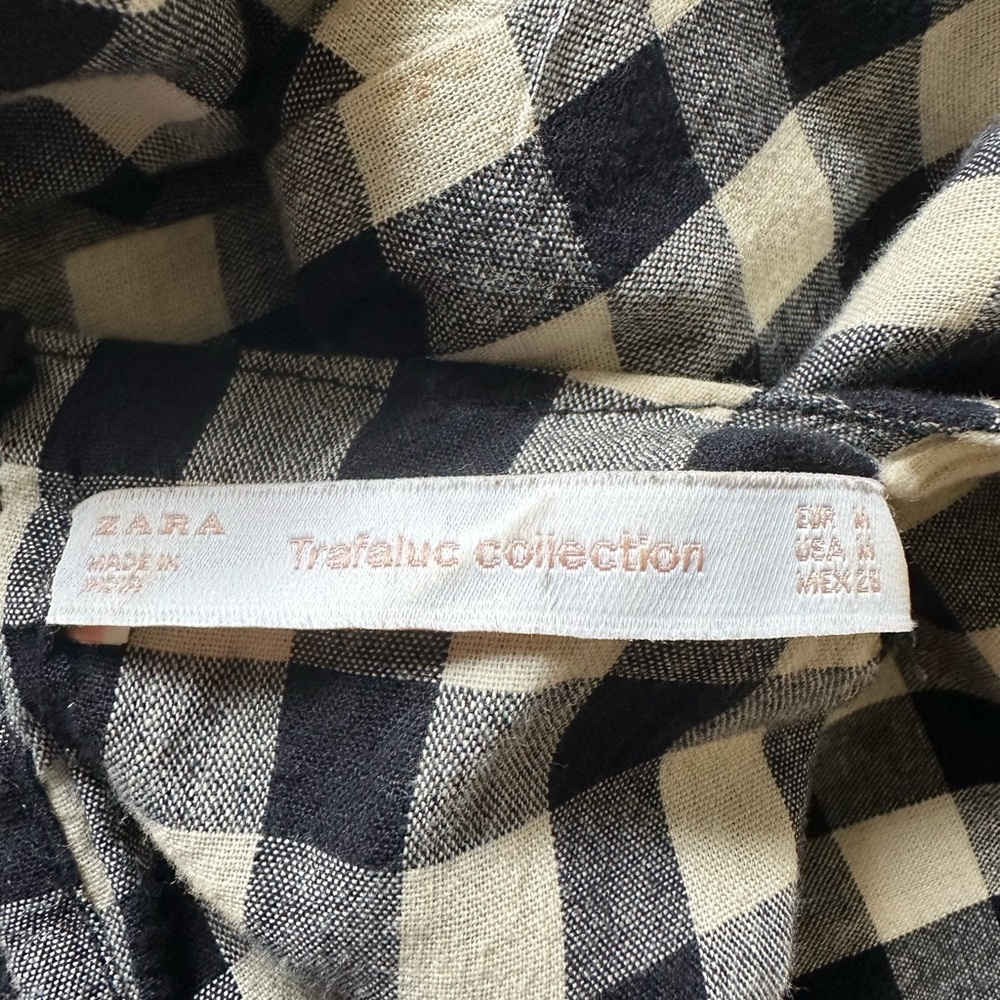 ZARA
MADE IN
Trafaluc collection
EUR M
USA M
MEX 28